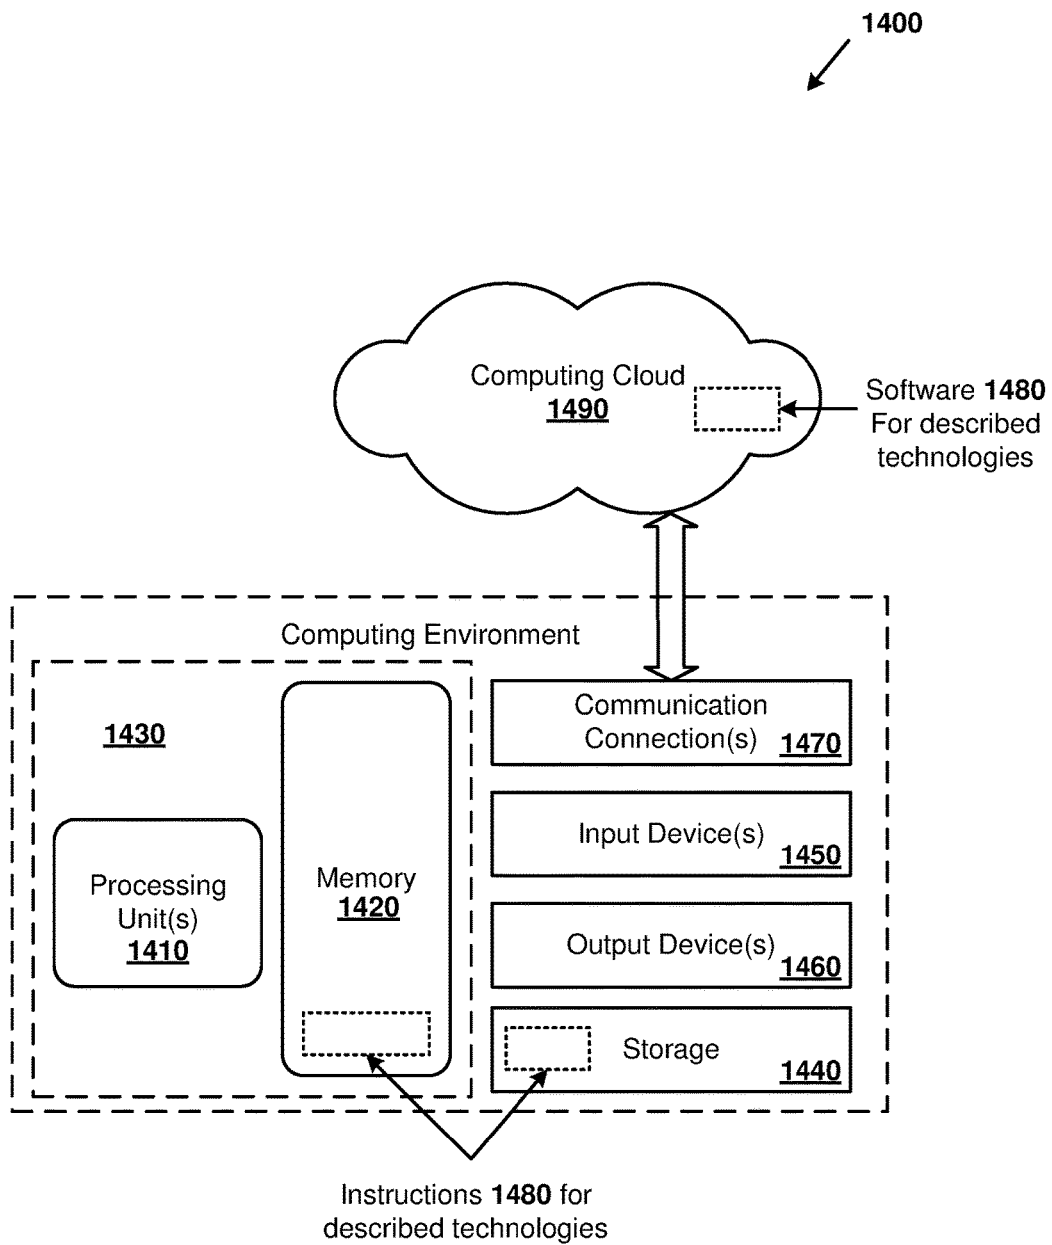 1400
Computing Cloud
1490
Software 1480
For described
technologies
Computing Environment
1430
Processing
Unit(s)
1410
Memory
1420
Communication
Connection(s)
1470
Input Device(s)
1450
Output Device(s)
1460
Storage
1440
Instructions 1480 for
described technologies